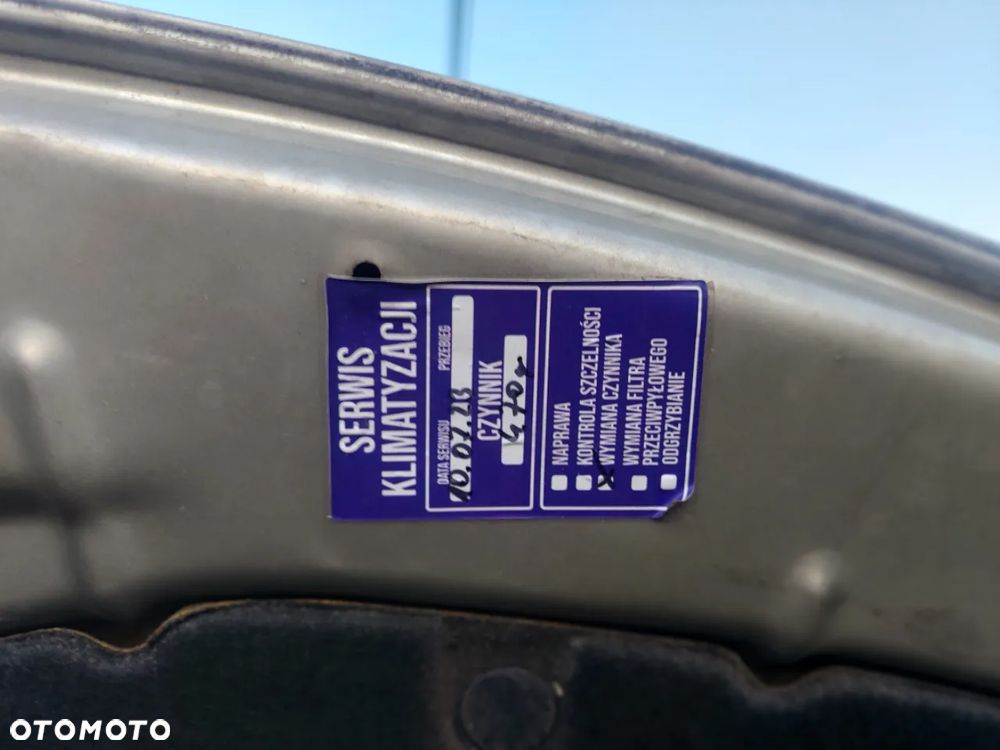 SERWIS
KLIMATYZACJI
DATA SERWISU PRZEBIEG
10.07.23
CZYNNIK
470g
NAPRAWA
KONTROLA SZCZELNOŚCI
x WYMIANA CZYNNIKA
WYMIANA FILTRA
PRZECIWPYŁOWEGO
ODGRZYBIANIE
OTOMOTO